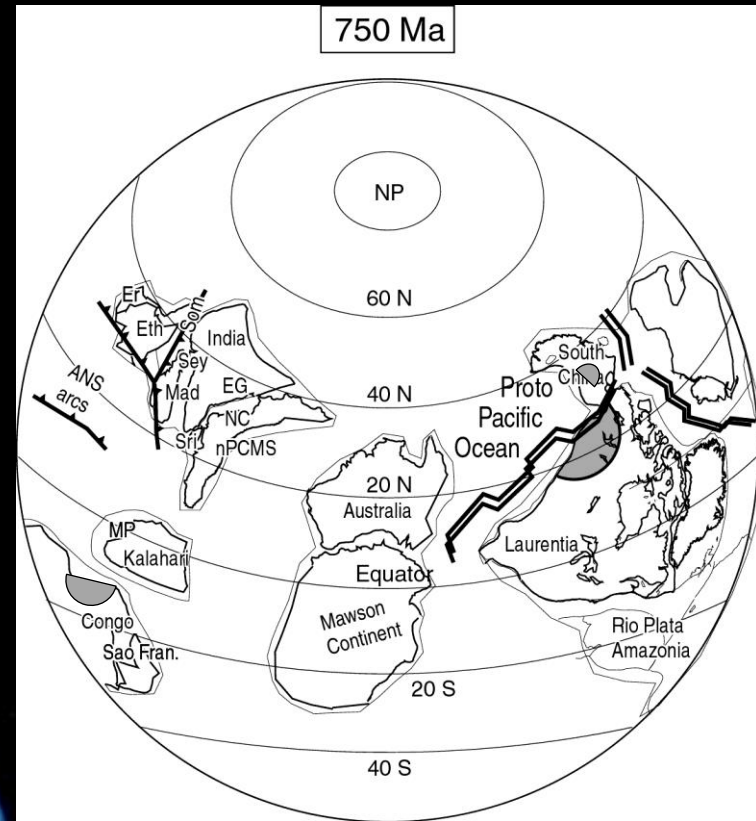 750 Ma
NP
60 N
Er
Eth
Som.
India
Sey
Mad
EG
NC
Sri
nPCMS
ANS
arcs
40 N
South
China
Proto
Pacific
Ocean
20 N
Australia
Laurentia
MP
Kalahari
Equator
Mawson
Continent
Congo
Sao Fran.
Rio Plata
Amazonia
20 S
40 S